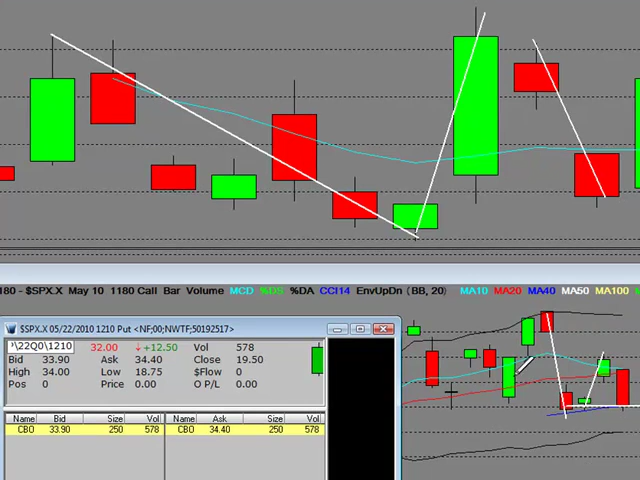 180 - $SPX.X May 10 1180 Call Bar Volume MCD %DS %DA CCI14 EnvUpDn (BB, 20) MA10 MA20 MA40 MA50 MA100
$SPX.X 05/22/2010 1210 Put <NF;00;NWTF;50192517>
\22Q0\1210 32.00 ↓+12.50 Vol 578
Bid 33.90 Ask 34.40 Close 19.50
High 34.00 Low 18.75 $Flow 0
Pos 0 Price 0.00 O P/L 0.00
Name Bid Size Vol Name Ask Size Vol
CBO 33.90 250 578 CBO 34.40 250 578